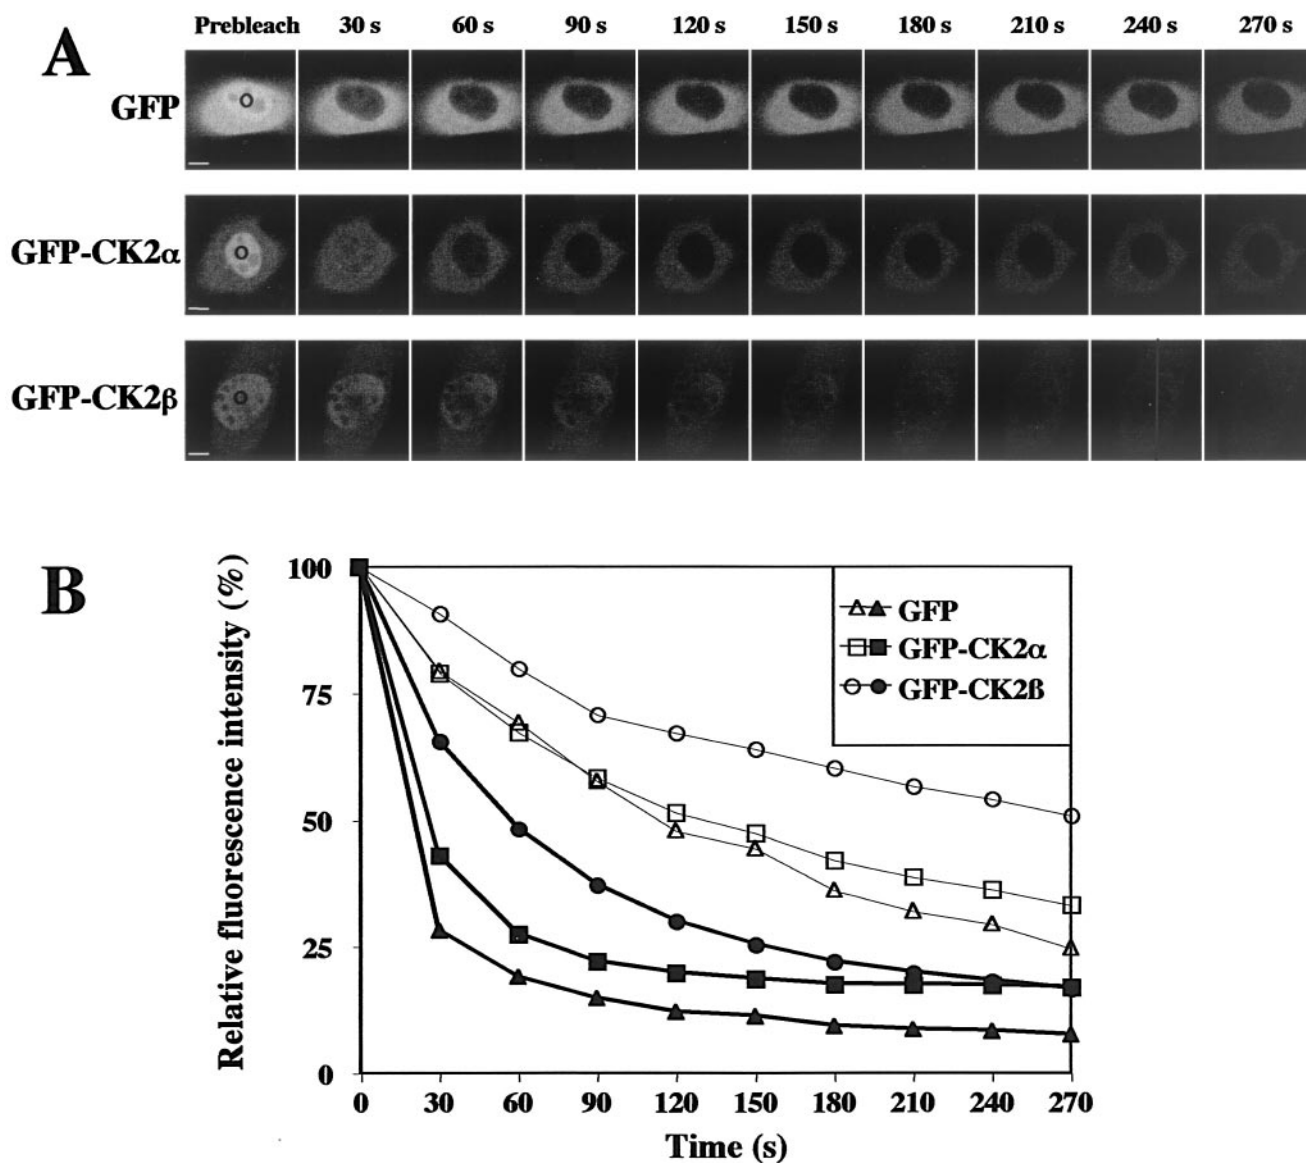 A
Prebleach 30 s 60 s 90 s 120 s 150 s 180 s 210 s 240 s 270 s
GFP
GFP-CK2α
GFP-CK2β
B
Relative fluorescence intensity (%)
100
75
50
25
0
GFP
GFP-CK2α
GFP-CK2ß
0 30 60 90 120 150 180 210 240 270
Time (s)